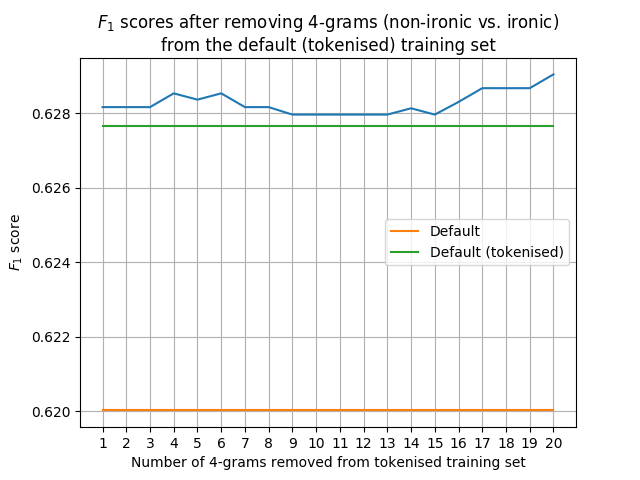 F1 scores after removing 4-grams (non-ironic vs. ironic)
from the default (tokenised) training set
F1 score
0.628
0.626
0.624
0.622
0.620
Default
Default (tokenised)
1 2 3 4 5 6 7 8 9 10 11 12 13 14 15 16 17 18 19 20
Number of 4-grams removed from tokenised training set